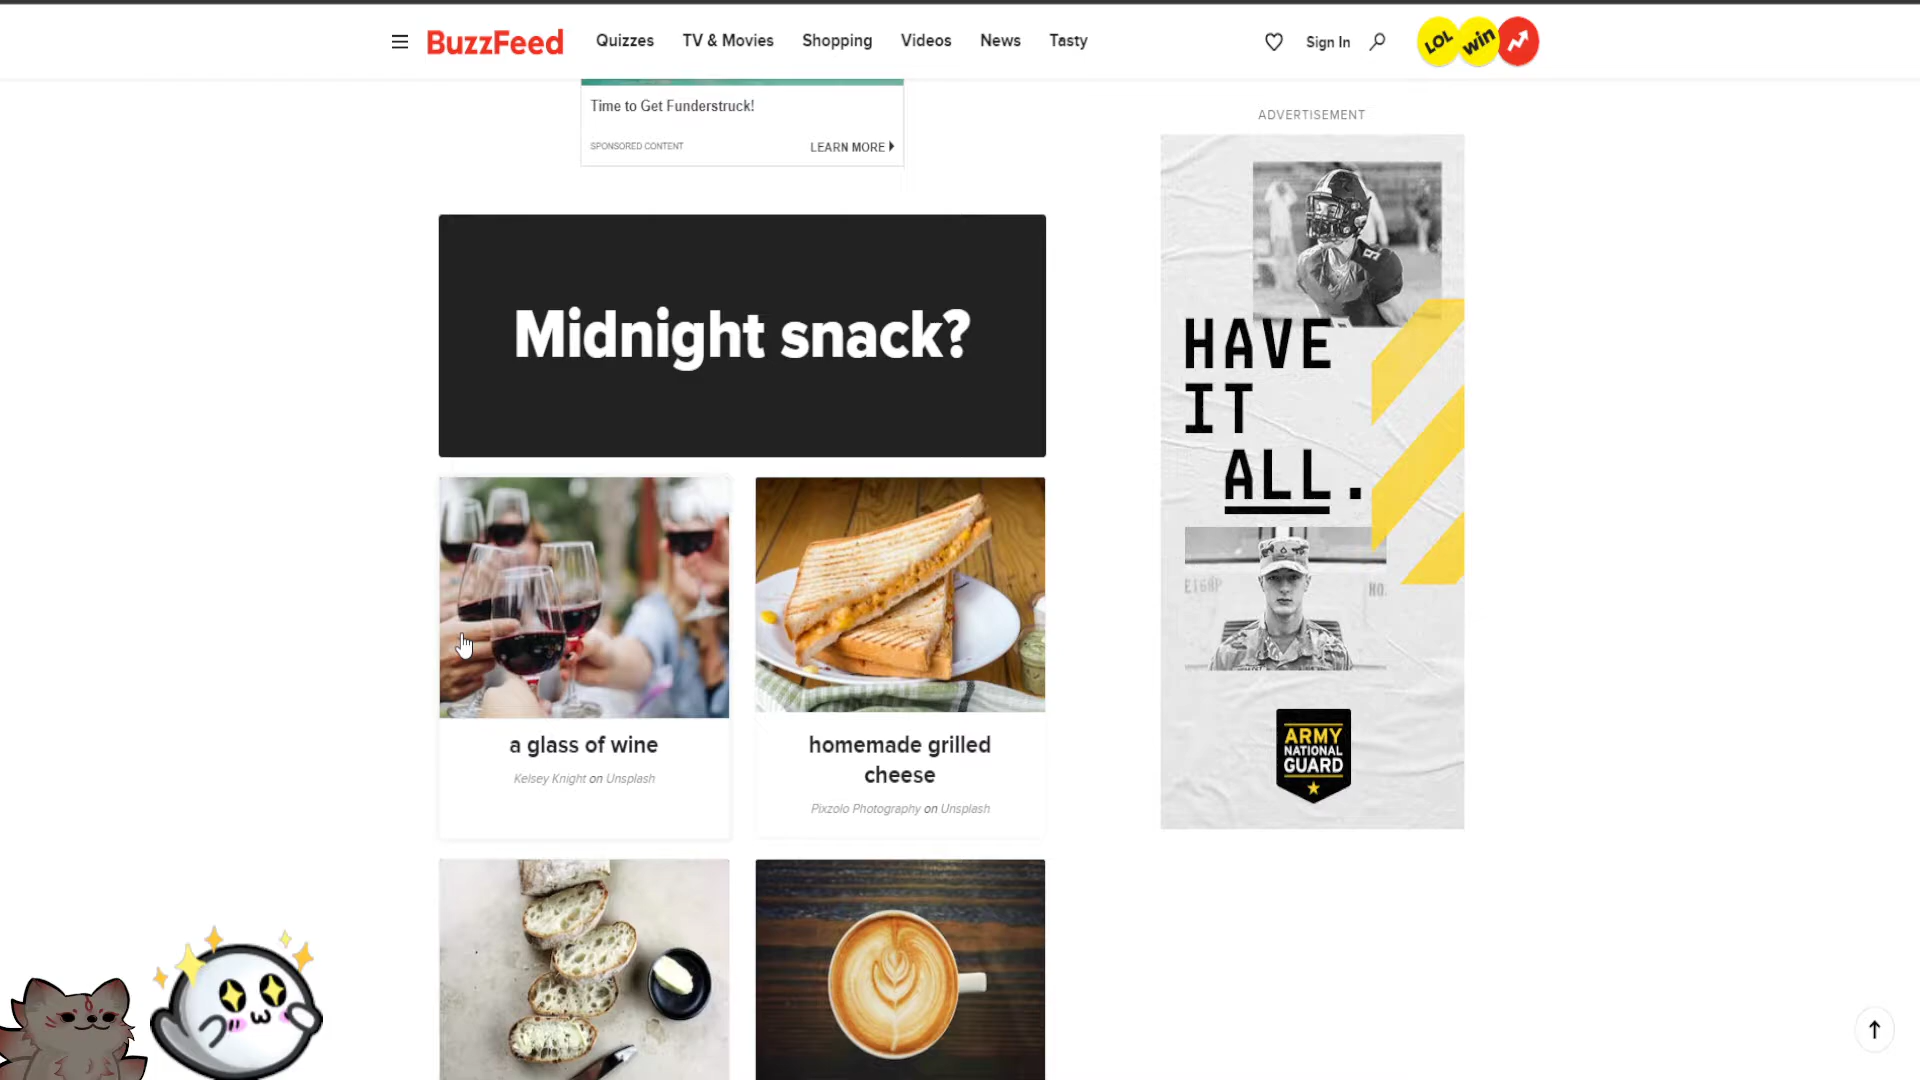 BuzzFeed
Quizzes
TV & Movies
Shopping
Videos
News
Tasty
Sign In
LOL
win
Time to Get Funderstruck!
SPONSORED CONTENT
LEARN MORE
Midnight snack?
a glass of wine
Kelsey Knight on Unsplash
homemade grilled
cheese
Pixzolo Photography on Unsplash
ADVERTISEMENT
9
HAVE
IT
ALL.
NO.
ARMY
NATIONAL
GUARD